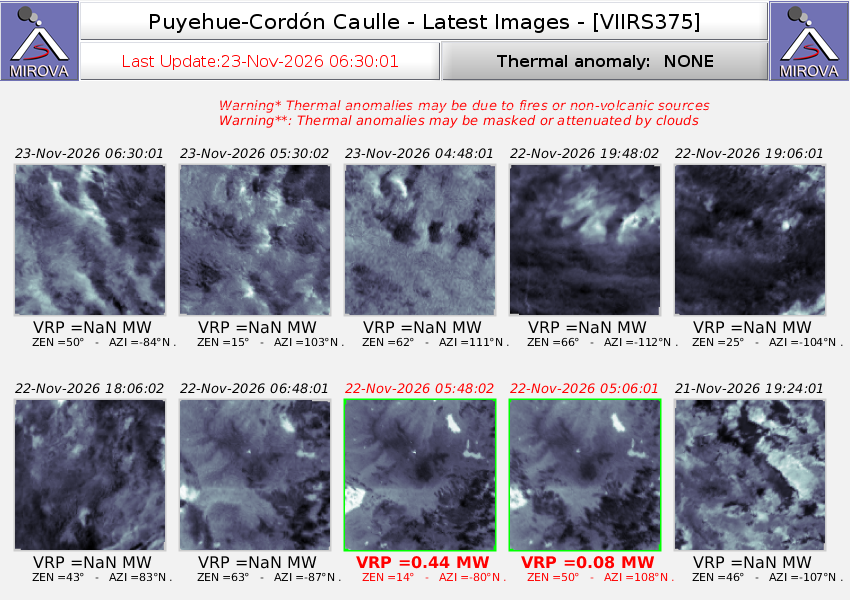 Puyehue-Cordón Caulle - Latest Images - [VIIRS375]
MIROVA
Last Update:23-Nov-2026 06:30:01
Thermal anomaly: NONE
MIROVA
Warning* Thermal anomalies may be due to fires or non-volcanic sources
Warning**: Thermal anomalies may be masked or attenuated by clouds
23-Nov-2026 06:30:01
23-Nov-2026 05:30:02
23-Nov-2026 04:48:01
22-Nov-2026 19:48:02
22-Nov-2026 19:06:01
VRP =NaN MW
VRP =NaN MW
VRP =NaN MW
VRP =NaN MW
VRP =NaN MW
ZEN =50° - AZI =-84°N .
ZEN =15° - AZI =103°N .
ZEN =62° - AZI =111°N .
ZEN =66° - AZI =-112°N .
ZEN =25° - AZI =-104°N .
22-Nov-2026 18:06:02
22-Nov-2026 06:48:01
22-Nov-2026 05:48:02
22-Nov-2026 05:06:01
21-Nov-2026 19:24:01
VRP =NaN MW
VRP =NaN MW
VRP =0.44 MW
VRP =0.08 MW
VRP =NaN MW
ZEN =43° - AZI =83°N .
ZEN =63° - AZI =-87°N .
ZEN =14° - AZI =-80°N .
ZEN =50° - AZI =108°N .
ZEN =46° - AZI =-107°N .